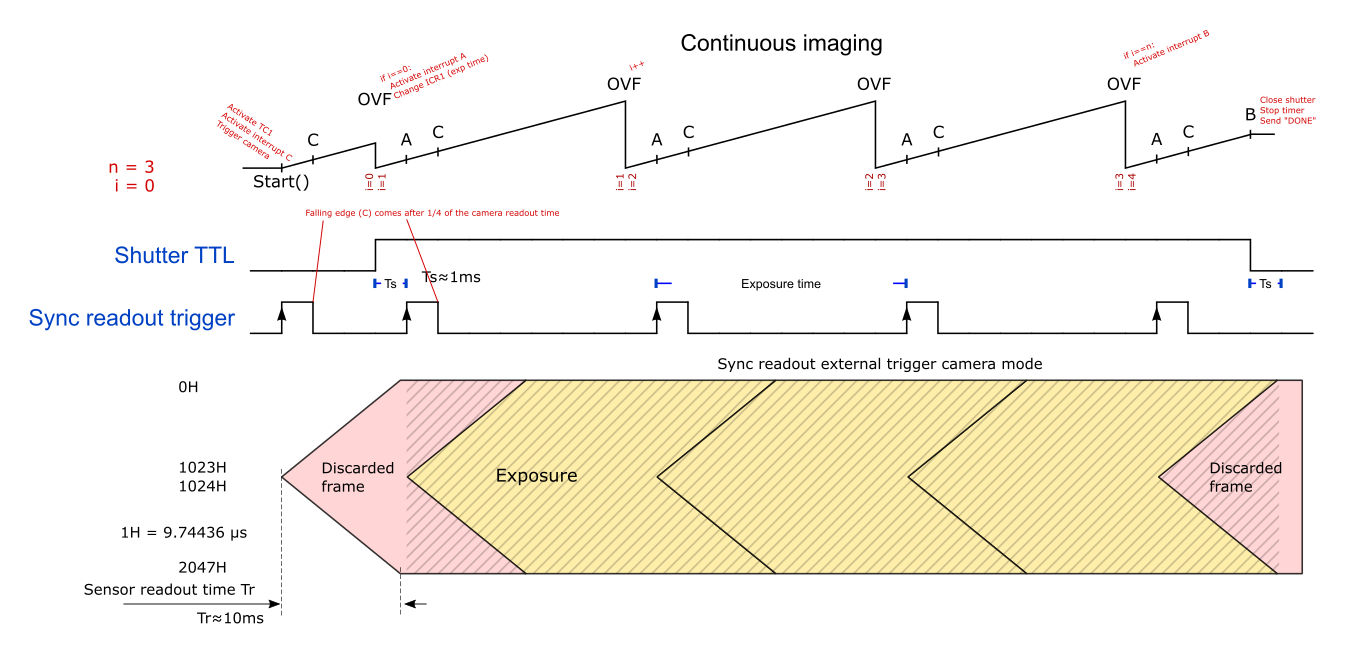 Continuous imaging
if i==0:
Activate interrupt A
Change ICR1 (exp time)
i++
if i==n:
Activate interrupt B
OVF
OVF
OVF
OVF
Activate TC1
Activate interrupt C
Trigger camera
Close shutter
Stop timer
Send "DONE"
C
A
C
A
C
A
C
A
C
B
n = 3
i = 0
Start()
i=0
i=1
i=1
i=2
i=2
i=3
i=3
i=4
Falling edge (C) comes after 1/4 of the camera readout time
Shutter TTL
Ts
Ts≈1ms
Exposure time
Ts
Sync readout trigger
Sync readout external trigger camera mode
0H
1023H
1024H
Discarded
frame
Exposure
Discarded
frame
1H = 9.74436 µs
2047H
Sensor readout time Tr
Tr≈10ms